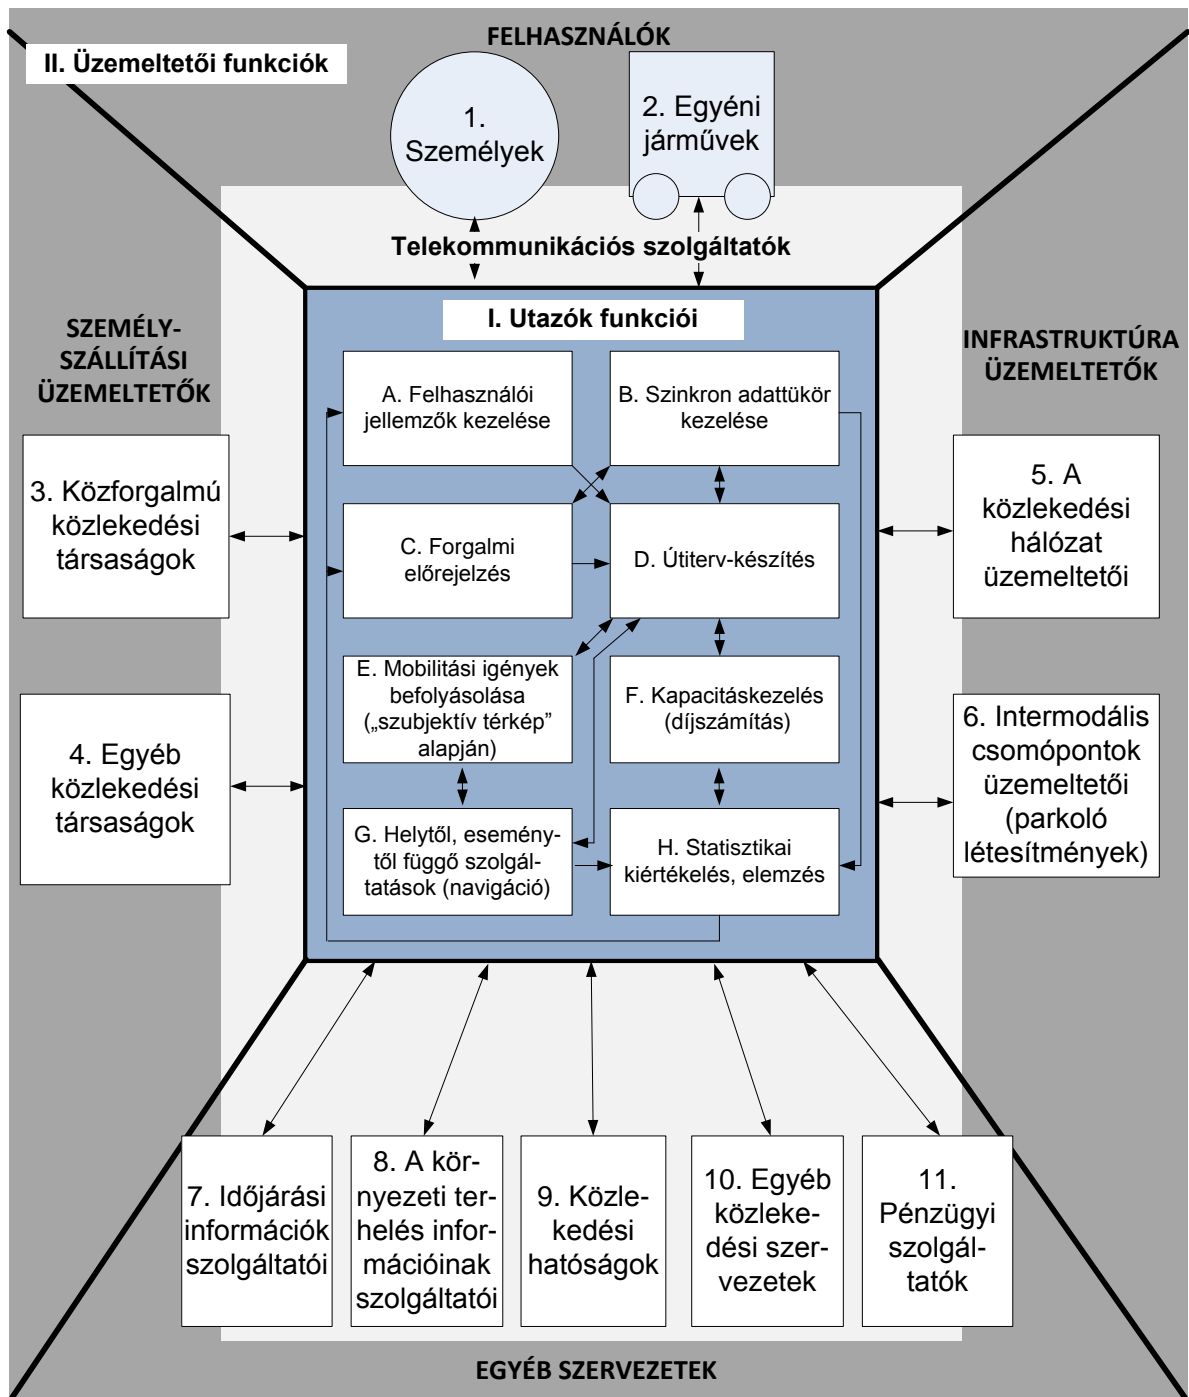 FELHASZNÁLÓK
II. Üzemeltetői funkciók
1.
Személyek
2. Egyéni
járművek
Telekommunikációs szolgáltatók
I. Utazók funkciói
SZEMÉLY-
SZÁLLÍTÁSI
ÜZEMELTETŐK
INFRASTRUKTÚRA
ÜZEMELTETŐK
A. Felhasználói
jellemzők kezelése
B. Szinkron adattükör
kezelése
3. Közforgalmú
közlekedési
társaságok
5. A
közlekedési
hálózat
üzemeltetői
C. Forgalmi
előrejelzés
D. Útiterv-készítés
E. Mobilitási igények
befolyásolása
(„szubjektív térkép”
alapján)
F. Kapacitáskezelés
(díjszámítás)
4. Egyéb
közlekedési
társaságok
6. Intermodális
csomópontok
üzemeltetői
(parkoló
létesítmények)
G. Helytől, esemény-
től függő szolgál-
tatások (navigáció)
H. Statisztikai
kiértékelés, elemzés
7. Időjárási
információk
szolgáltatói
8. A kör-
nyezeti ter-
helés infor-
mációinak
szolgáltatói
9. Közle-
kedési
hatóságok
10. Egyéb
közleke-
dési szer-
vezetek
11.
Pénzügyi
szolgál-
tatók
EGYÉB SZERVEZETEK